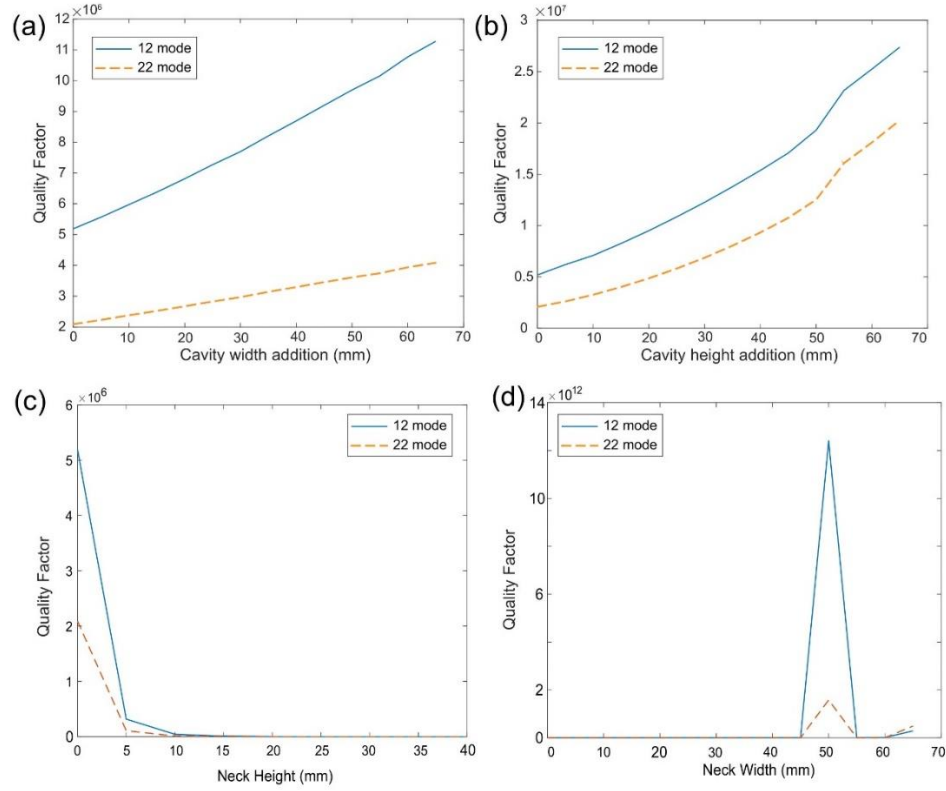 (a)
×10⁶
12
11
10
9
8
7
6
5
4
3
2
Quality Factor
12 mode
22 mode
0 10 20 30 40 50 60 70
Cavity width addition (mm)
(b)
×10⁷
3
2.5
2
1.5
1
0.5
0
Quality Factor
12 mode
22 mode
0 10 20 30 40 50 60 70
Cavity height addition (mm)
(c)
×10⁶
6
5
4
3
2
1
0
Quality Factor
12 mode
22 mode
0 5 10 15 20 25 30 35 40
Neck Height (mm)
(d)
×10¹²
14
10
8
6
4
2
0
Quality Factor
12 mode
22 mode
0 10 20 30 40 50 60 70
Neck Width (mm)